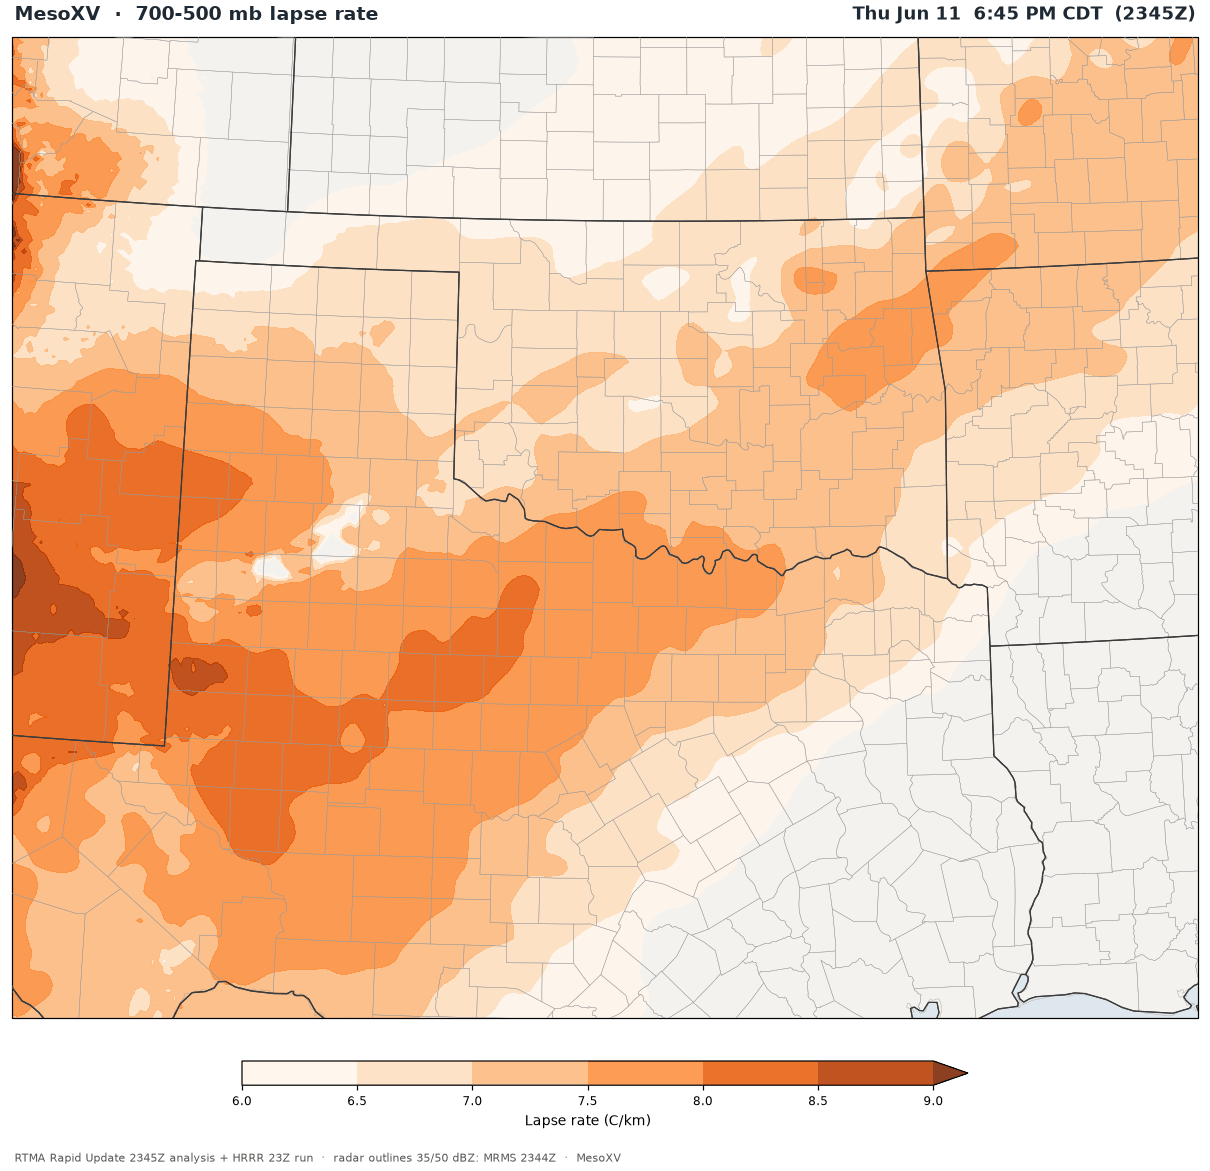 MesoXV · 700-500 mb lapse rate
Thu Jun 11 6:45 PM CDT (2345Z)
6.0 6.5 7.0 7.5 8.0 8.5 9.0
Lapse rate (C/km)
RTMA Rapid Update 2345Z analysis + HRRR 23Z run · radar outlines 35/50 dBZ: MRMS 2344Z · MesoXV